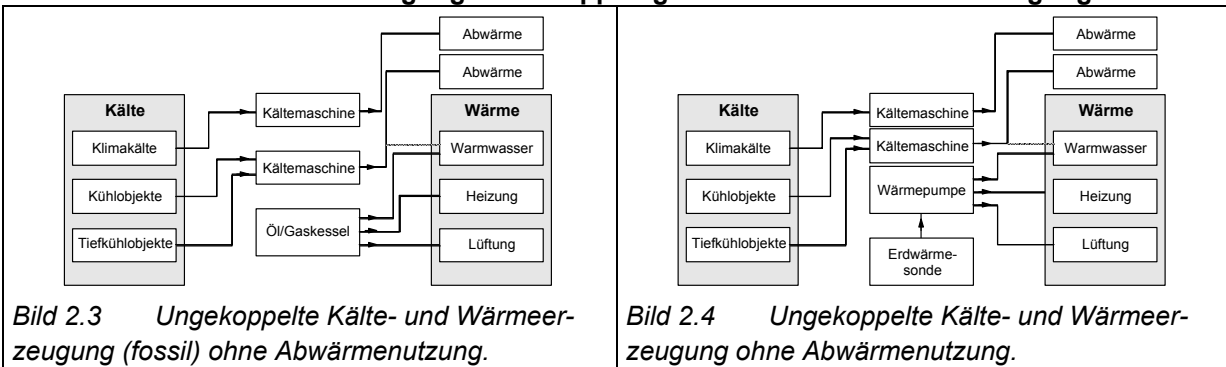 Abwärme
Abwärme
Kälte
Klimakälte
Kühlobjekte
Tiefkühlobjekte
Kältemaschine
Kältemaschine
Öl/Gaskessel
Wärme
Warmwasser
Heizung
Lüftung
Bild 2.3 Ungekoppelte Kälte- und Wärmeer-
zeugung (fossil) ohne Abwärmenutzung.
Abwärme
Abwärme
Kälte
Klimakälte
Kühlobjekte
Tiefkühlobjekte
Kältemaschine
Kältemaschine
Wärmepumpe
Erdwärme-
sonde
Wärme
Warmwasser
Heizung
Lüftung
Bild 2.4 Ungekoppelte Kälte- und Wärmeer-
zeugung ohne Abwärmenutzung.